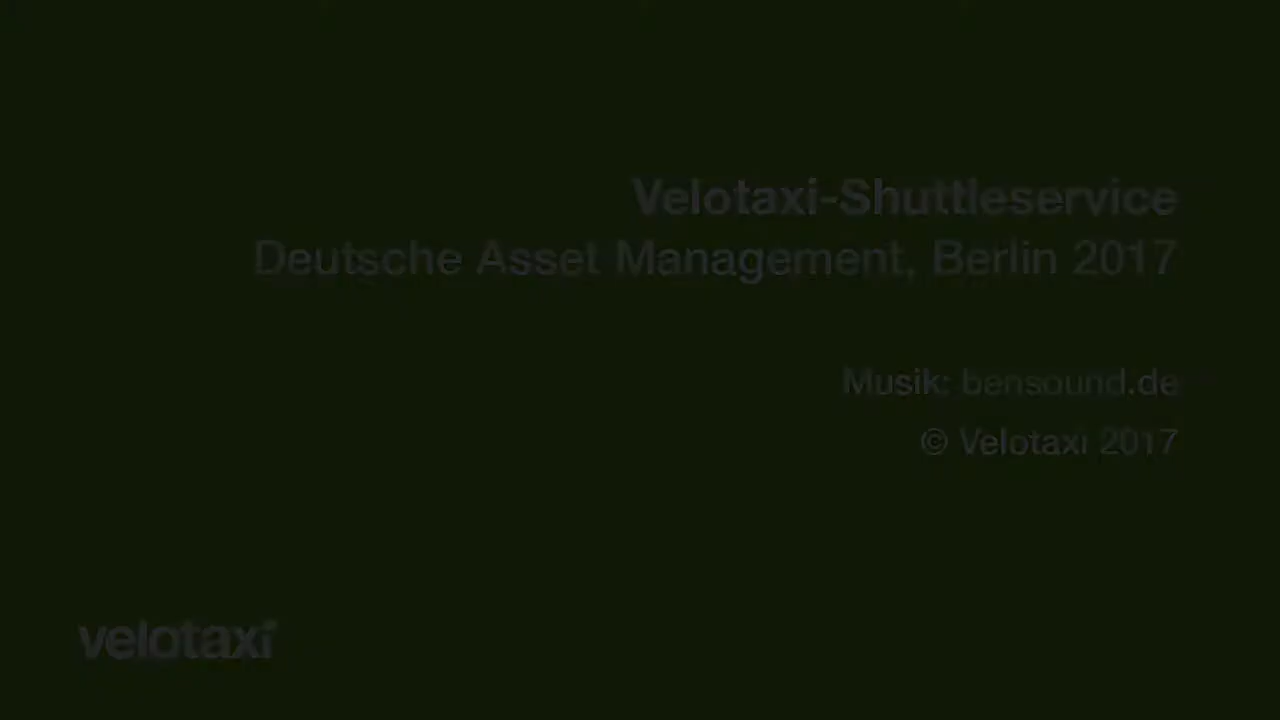 Velotaxi-Shuttleservice
Deutsche Asset Management, Berlin 2017
Musik: bensound.de
© Velotaxi 2017
velotaxi